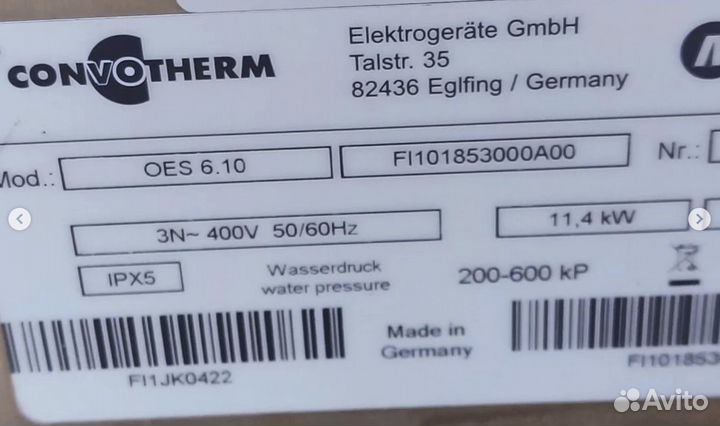 CONVOTHERM
Elektrogeräte GmbH
Talstr. 35
82436 Eglfing / Germany
Mod.: OES 6.10 FI101853000A00 Nr.:
3N~ 400V 50/60Hz 11,4 kW
IPX5 Wasserdruck 200-600 kP
water pressure
Made in
Germany
FI1JK0422
FI101853
Avito